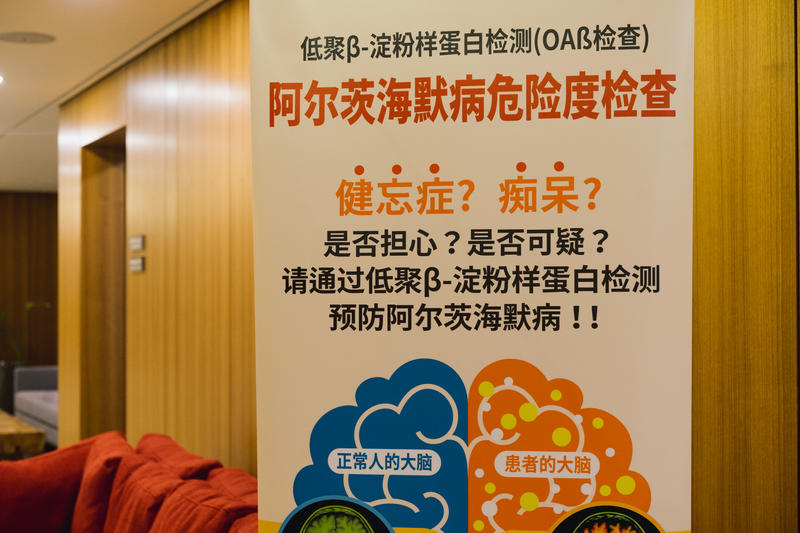 低聚β-淀粉样蛋白检测(OAß检查)
阿尔茨海默病危险度检查
健忘症? 痴呆?
是否担心？是否可疑？
请通过低聚β-淀粉样蛋白检测
预防阿尔茨海默病！！
正常人的大脑
患者的大脑